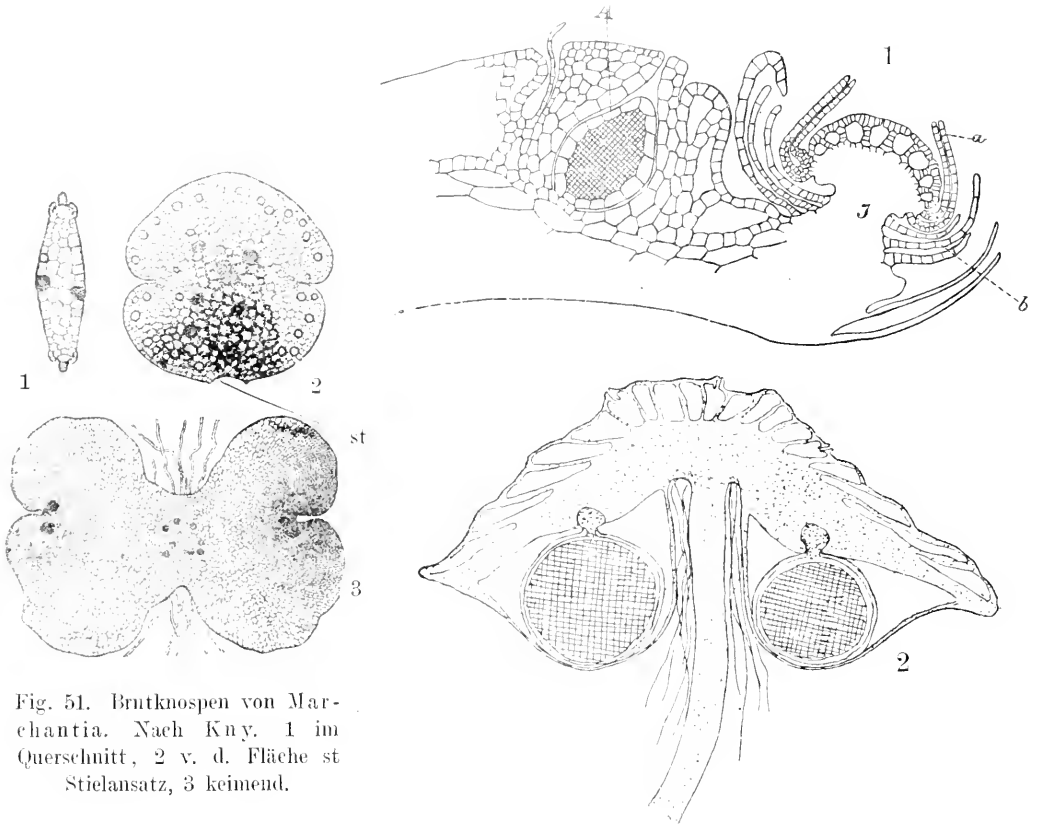 A
1
a
J
b
1
2
st
3
2
Fig. 51. Brutknospen von Mar-
chantia. Nach Kny. 1 im
Querschnitt, 2 v. d. Fläche st
Stielansatz, 3 keimend.